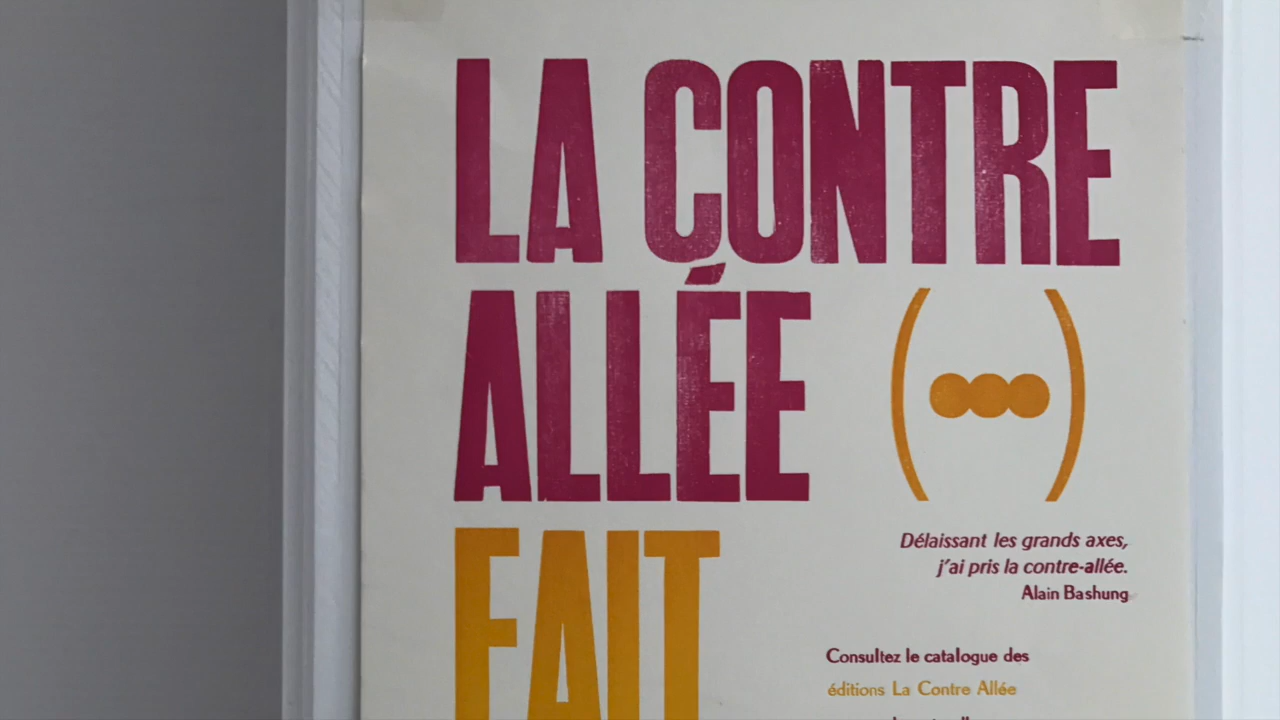 LA CONTRE
ALLÉE
(...)
FAIT
Délaissant les grands axes,
j'ai pris la contre-allée.
Alain Bashung
Consultez le catalogue des
éditions La Contre Allée